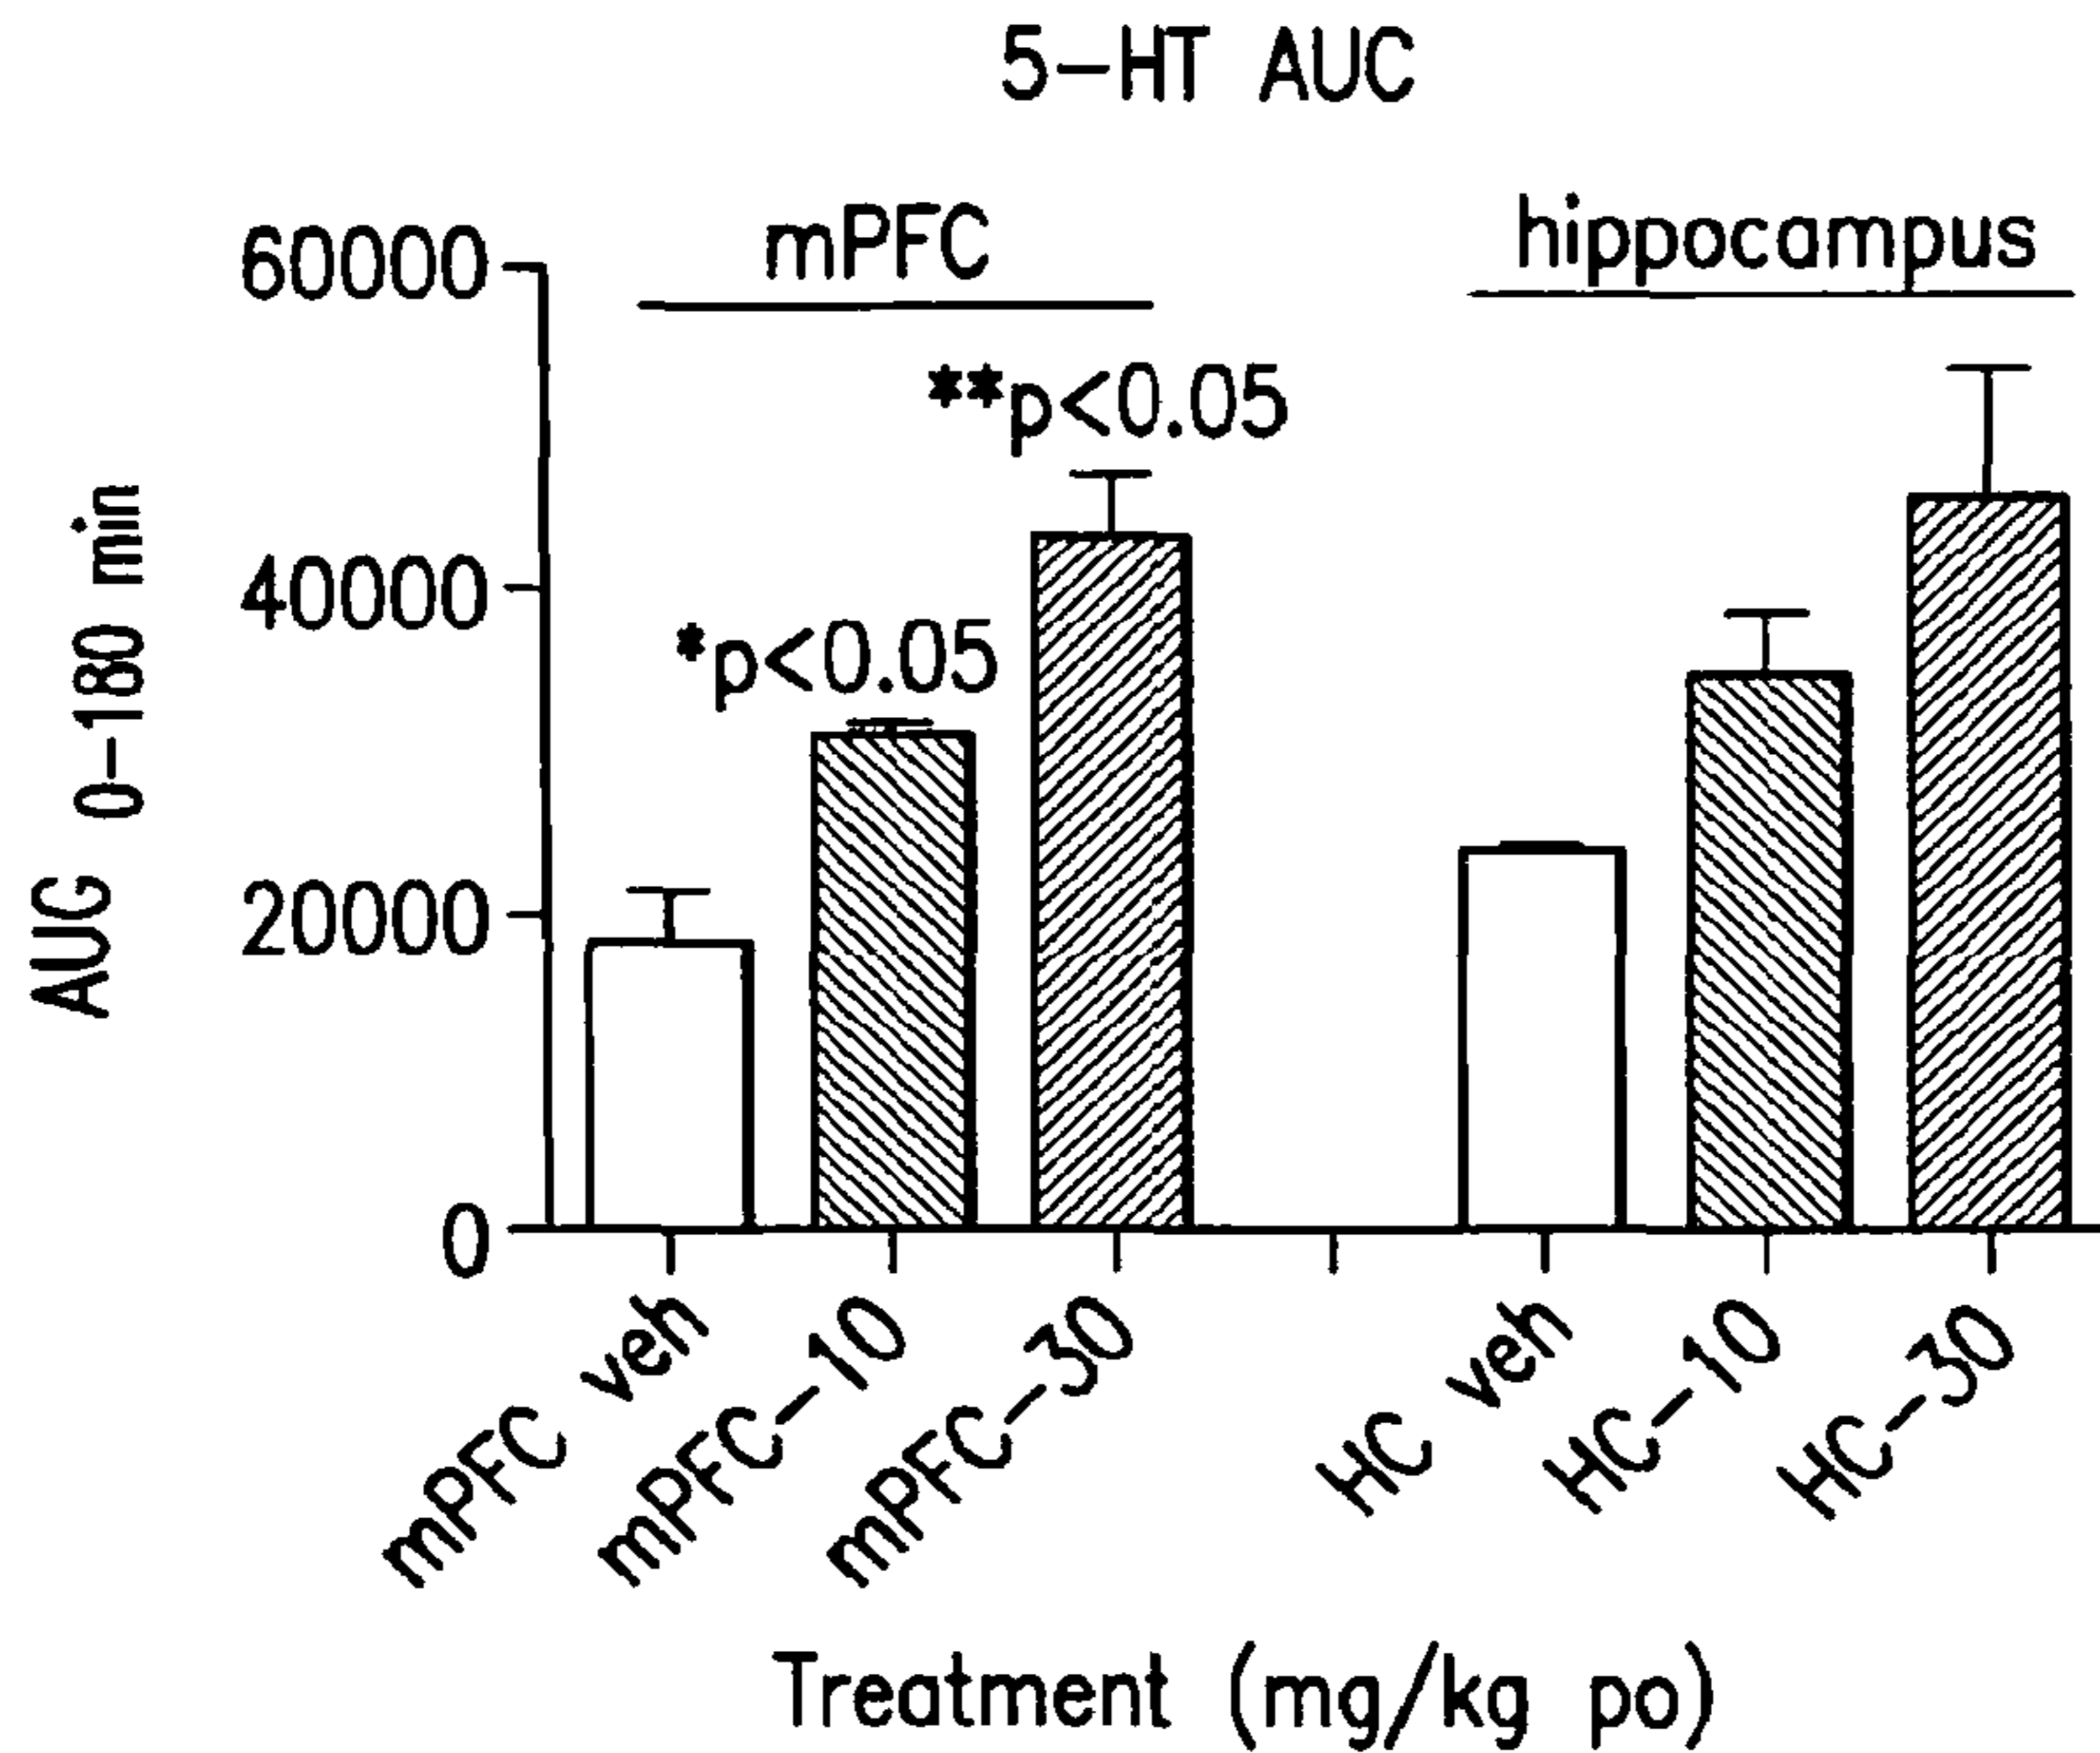 5-HT AUC
mPFC
hippocampus
60000
40000
20000
0
AUG 0-180 min
*p<0.05
**p<0.05
mPFC veh
mPFC-10
mPFC-30
HC veh
HC-10
HC-30
Treatment (mg/kg po)